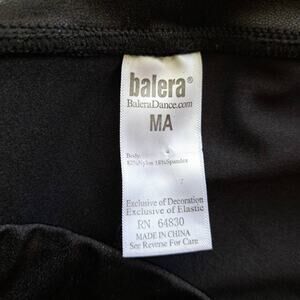 balera®
BaleraDance.com
MA
Body:
82%Nylon 18%Spandex
Exclusive of Decoration
Exclusive of Elastic
RN 64830
MADE IN CHINA
See Reverse For Care